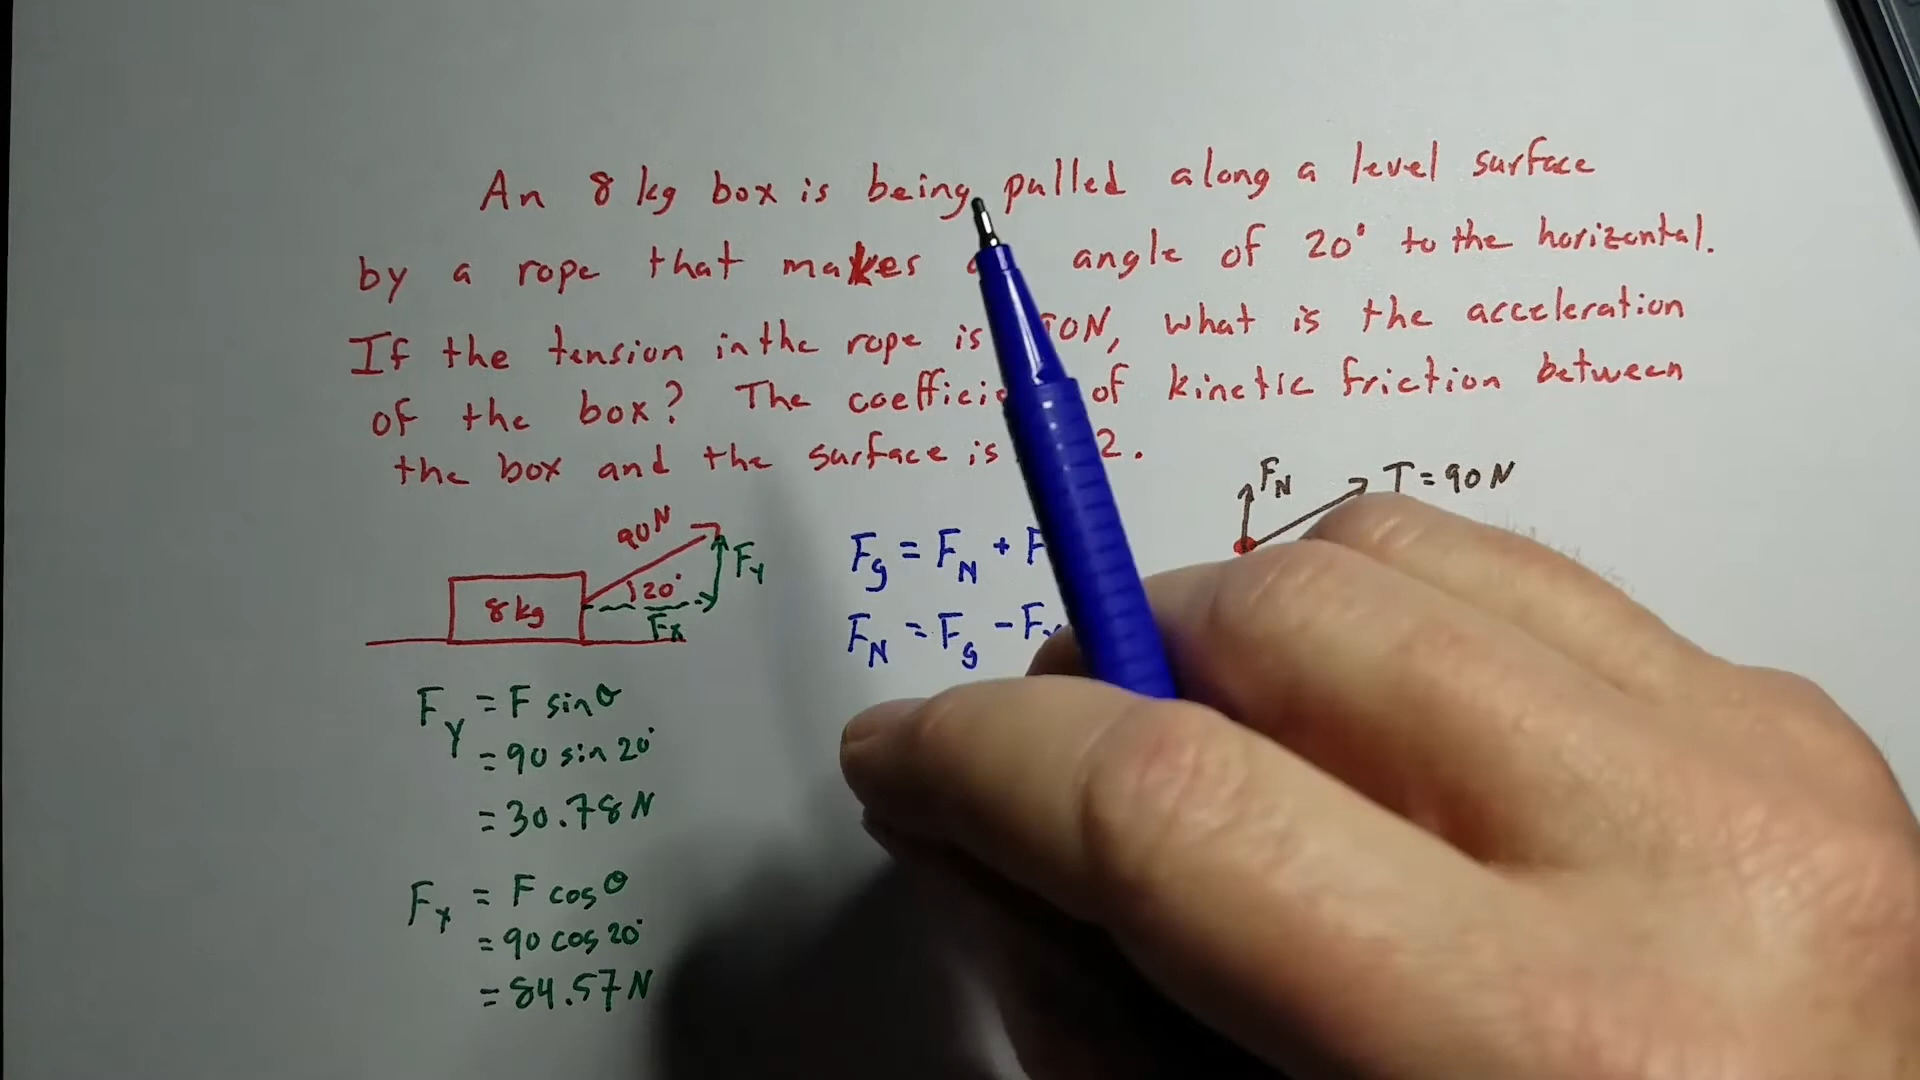 An 8 kg box is being pulled along a level surface
by a rope that makes angle of 20° to the horizontal.
If the tension in the rope is what is the acceleration
of the box? The of kinetic friction between
the box and the surface is
90N
8 kg
20°
Fy
Fx
Fy = F sinθ
= 90 sin 20°
= 30.78 N
Fx = F cosθ
= 90 cos 20°
= 84.57 N
Fg = FN +
FN = Fg -
FN
T = 90 N